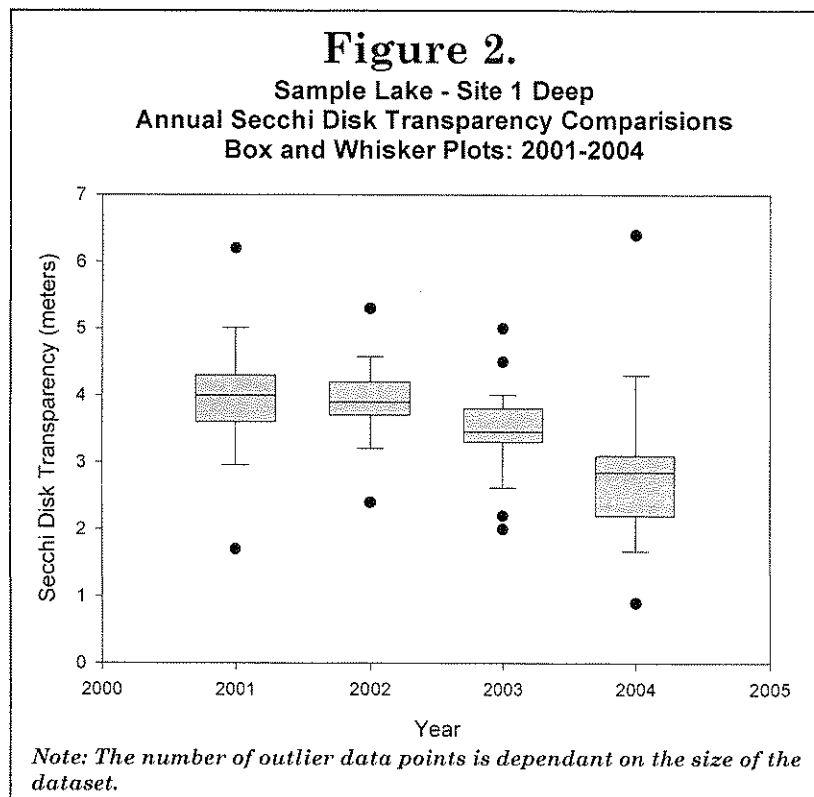 Figure 2.
Sample Lake - Site 1 Deep
Annual Secchi Disk Transparency Comparisions
Box and Whisker Plots: 2001-2004
Secchi Disk Transparency (meters)
7
6
5
4
3
2
1
0
2000 2001 2002 2003 2004 2005
Year
Note: The number of outlier data points is dependant on the size of the
dataset.